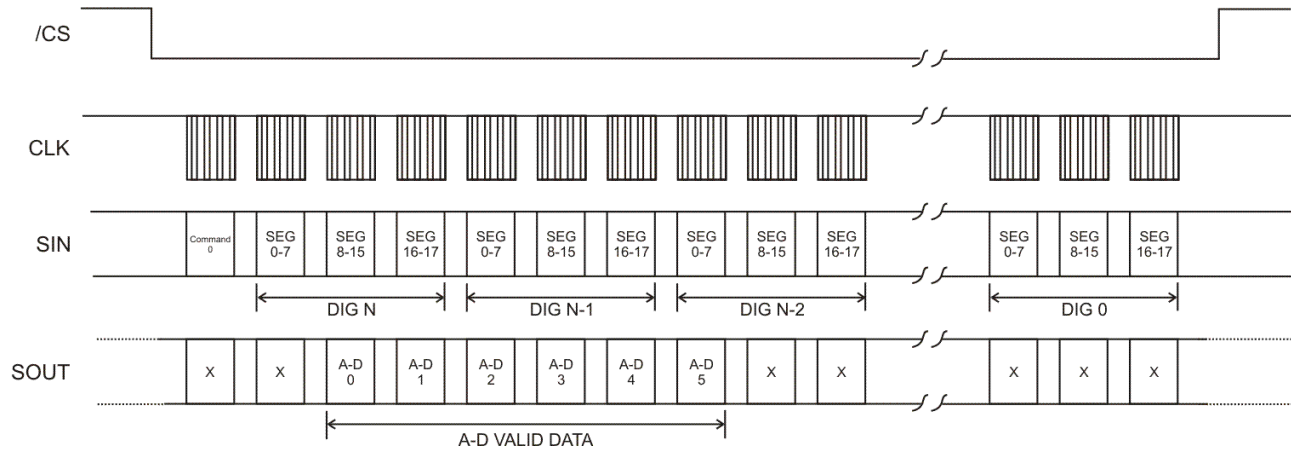 /CS
CLK
SIN
Command
0
SEG
0-7
SEG
8-15
SEG
16-17
SEG
0-7
SEG
8-15
SEG
16-17
SEG
0-7
SEG
8-15
SEG
16-17
SEG
0-7
SEG
8-15
SEG
16-17
DIG N
DIG N-1
DIG N-2
DIG 0
SOUT
X
X
A-D
0
A-D
1
A-D
2
A-D
3
A-D
4
A-D
5
X
X
X
X
X
A-D VALID DATA